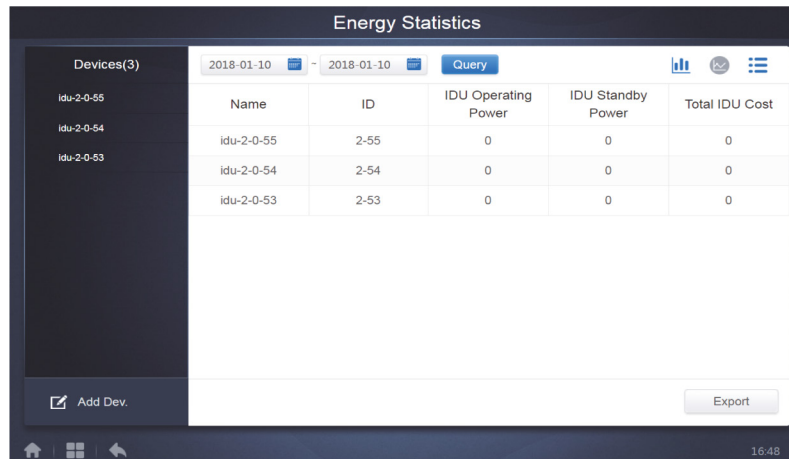 Energy Statistics
Devices(3)
idu-2-0-55
idu-2-0-54
idu-2-0-53
Add Dev.
2018-01-10 ~ 2018-01-10 Query
Name ID IDU Operating Power IDU Standby Power Total IDU Cost
idu-2-0-55 2-55 0 0 0
idu-2-0-54 2-54 0 0 0
idu-2-0-53 2-53 0 0 0
Export
16:48